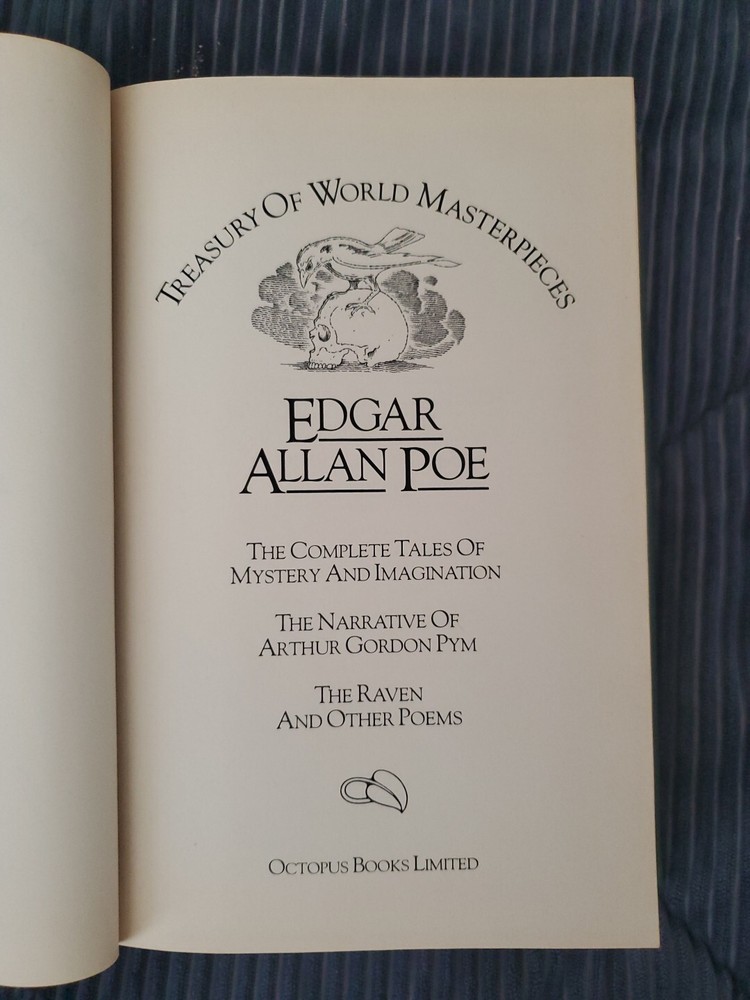 Treasury Of World Masterpieces
Edgar
Allan Poe
The Complete Tales Of
Mystery And Imagination
The Narrative Of
Arthur Gordon Pym
The Raven
And Other Poems
Octopus Books Limited